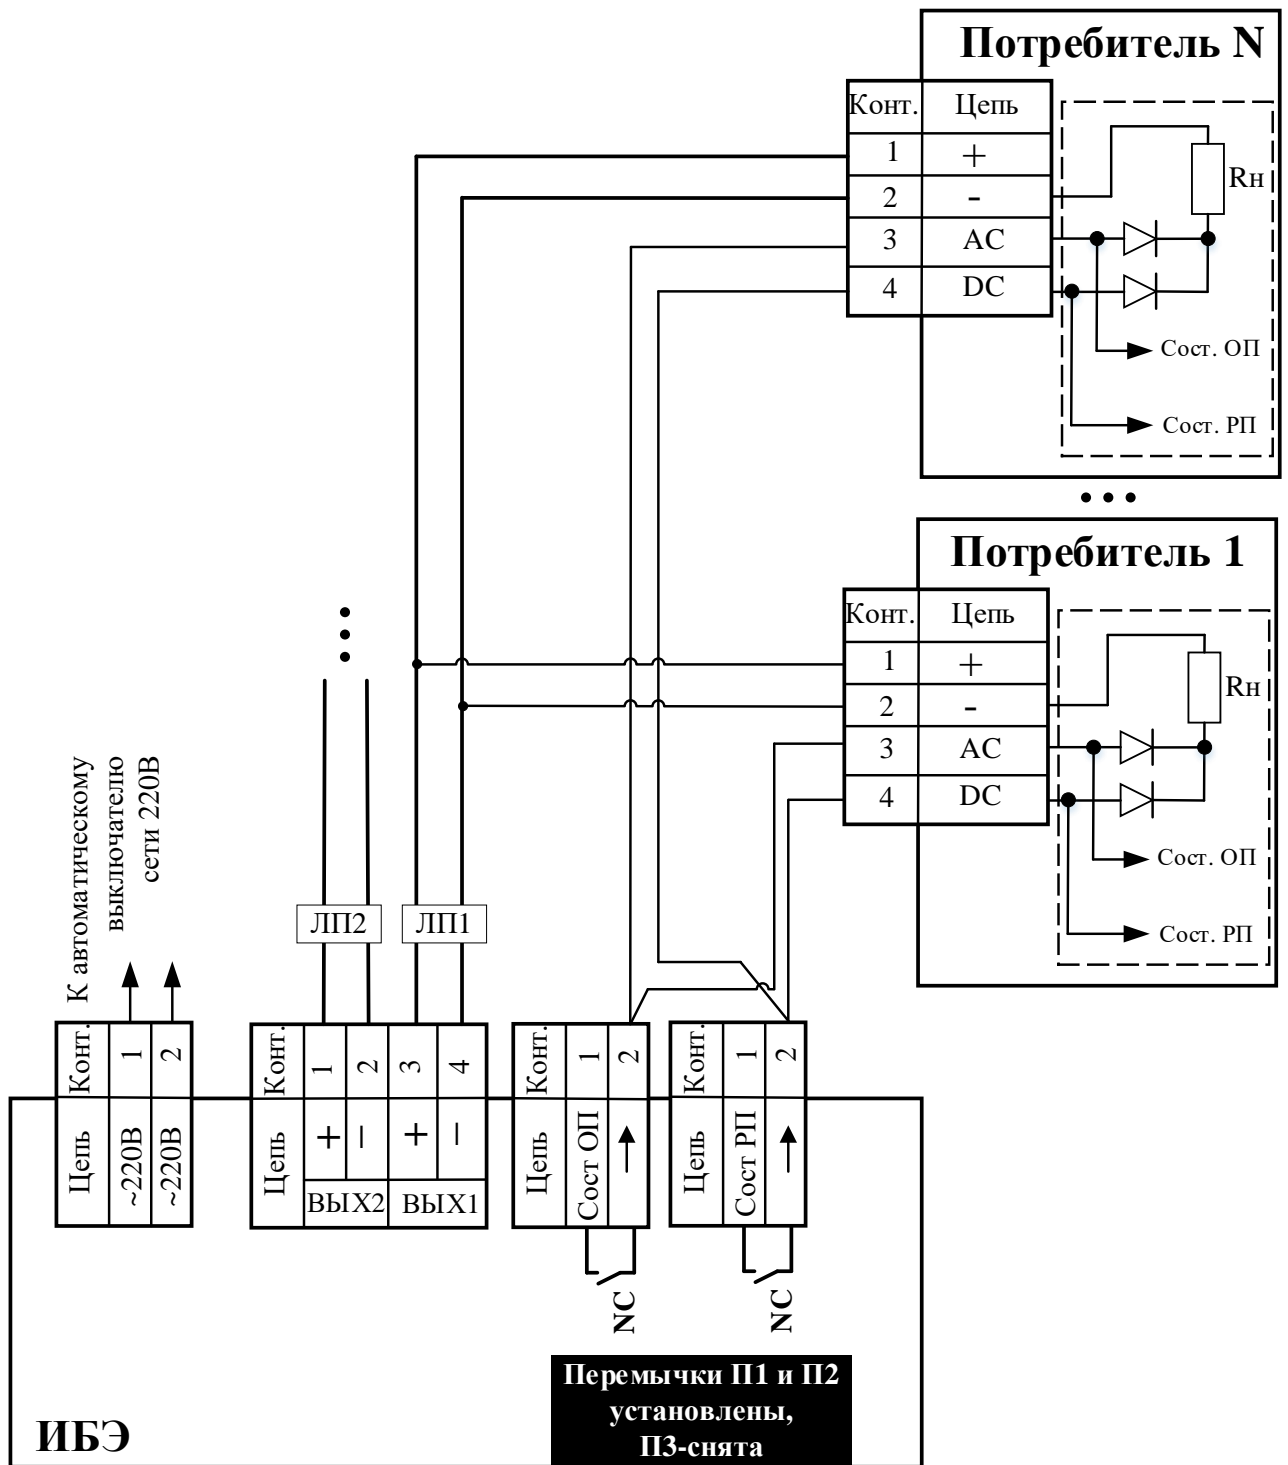 Потребитель N
Конт. Цепь
1 +
2 -
3 AC
4 DC
Rн
Сост. ОП
Сост. РП
Потребитель 1
Конт. Цепь
1 +
2 -
3 AC
4 DC
Rн
Сост. ОП
Сост. РП
К автоматическому
выключателю
сети 220В
ЛП2
ЛП1
Конт. 1 2
Цепь ~220В ~220В
Конт. 1 2 3 4
Цепь + − + −
ВЫХ2 ВЫХ1
Конт. 1 2
Цепь Сост ОП
NC
Конт. 1 2
Цепь Сост РП
NC
Перемычки П1 и П2
установлены,
П3-снята
ИБЭ